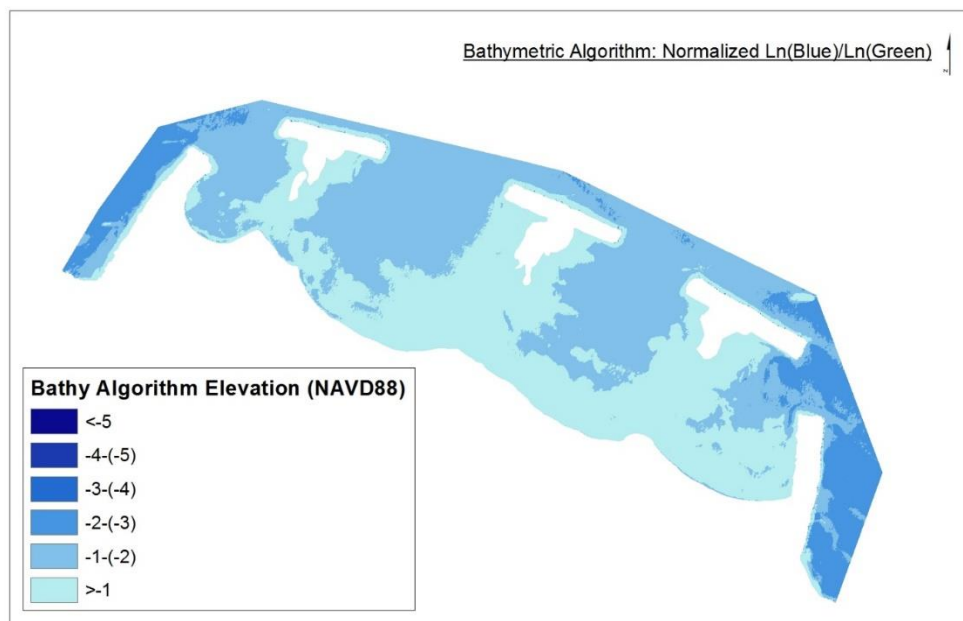 Bathymetric Algorithm: Normalized Ln(Blue)/Ln(Green)
N
Bathy Algorithm Elevation (NAVD88)
<-5
-4-(-5)
-3-(-4)
-2-(-3)
-1-(-2)
>-1